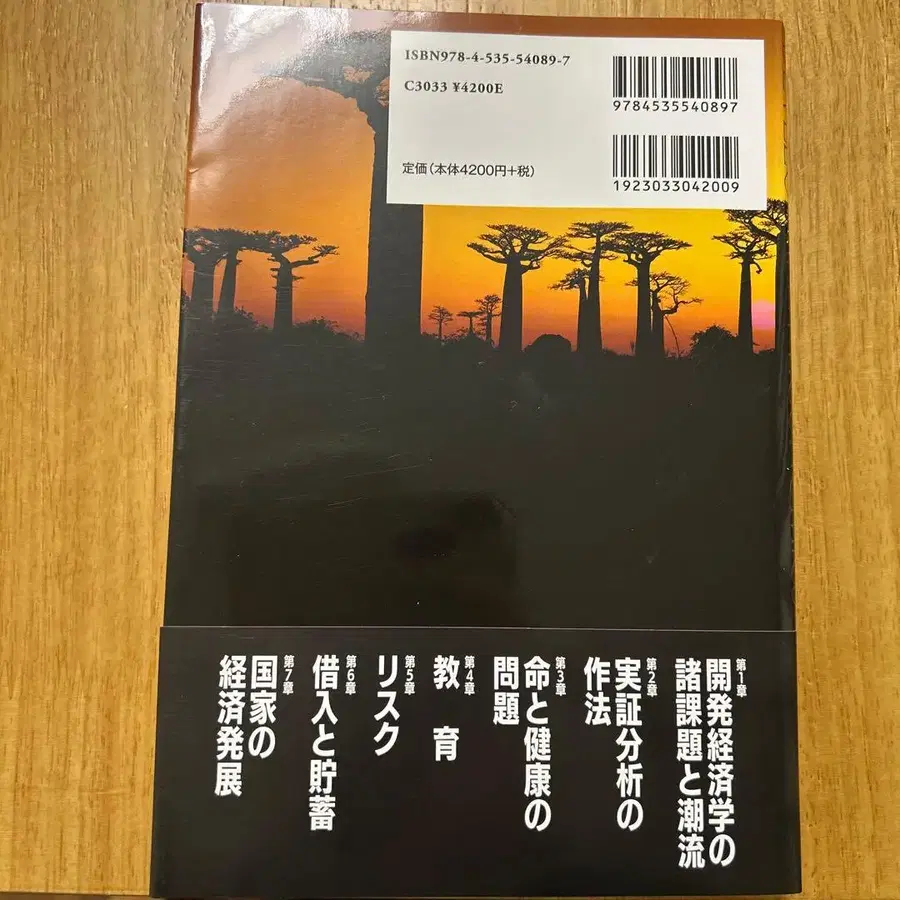 ISBN978-4-535-54089-7
C3033 ¥4200E
定価(本体4200円+税)
9784535540897
1923033042009
第1章
開発経済学の
諸課題と潮流
第2章
実証分析の
作法
第3章
命と健康の
問題
第4章
教 育
第5章
リスク
第6章
借入と貯蓄
第7章
国家の
経済発展